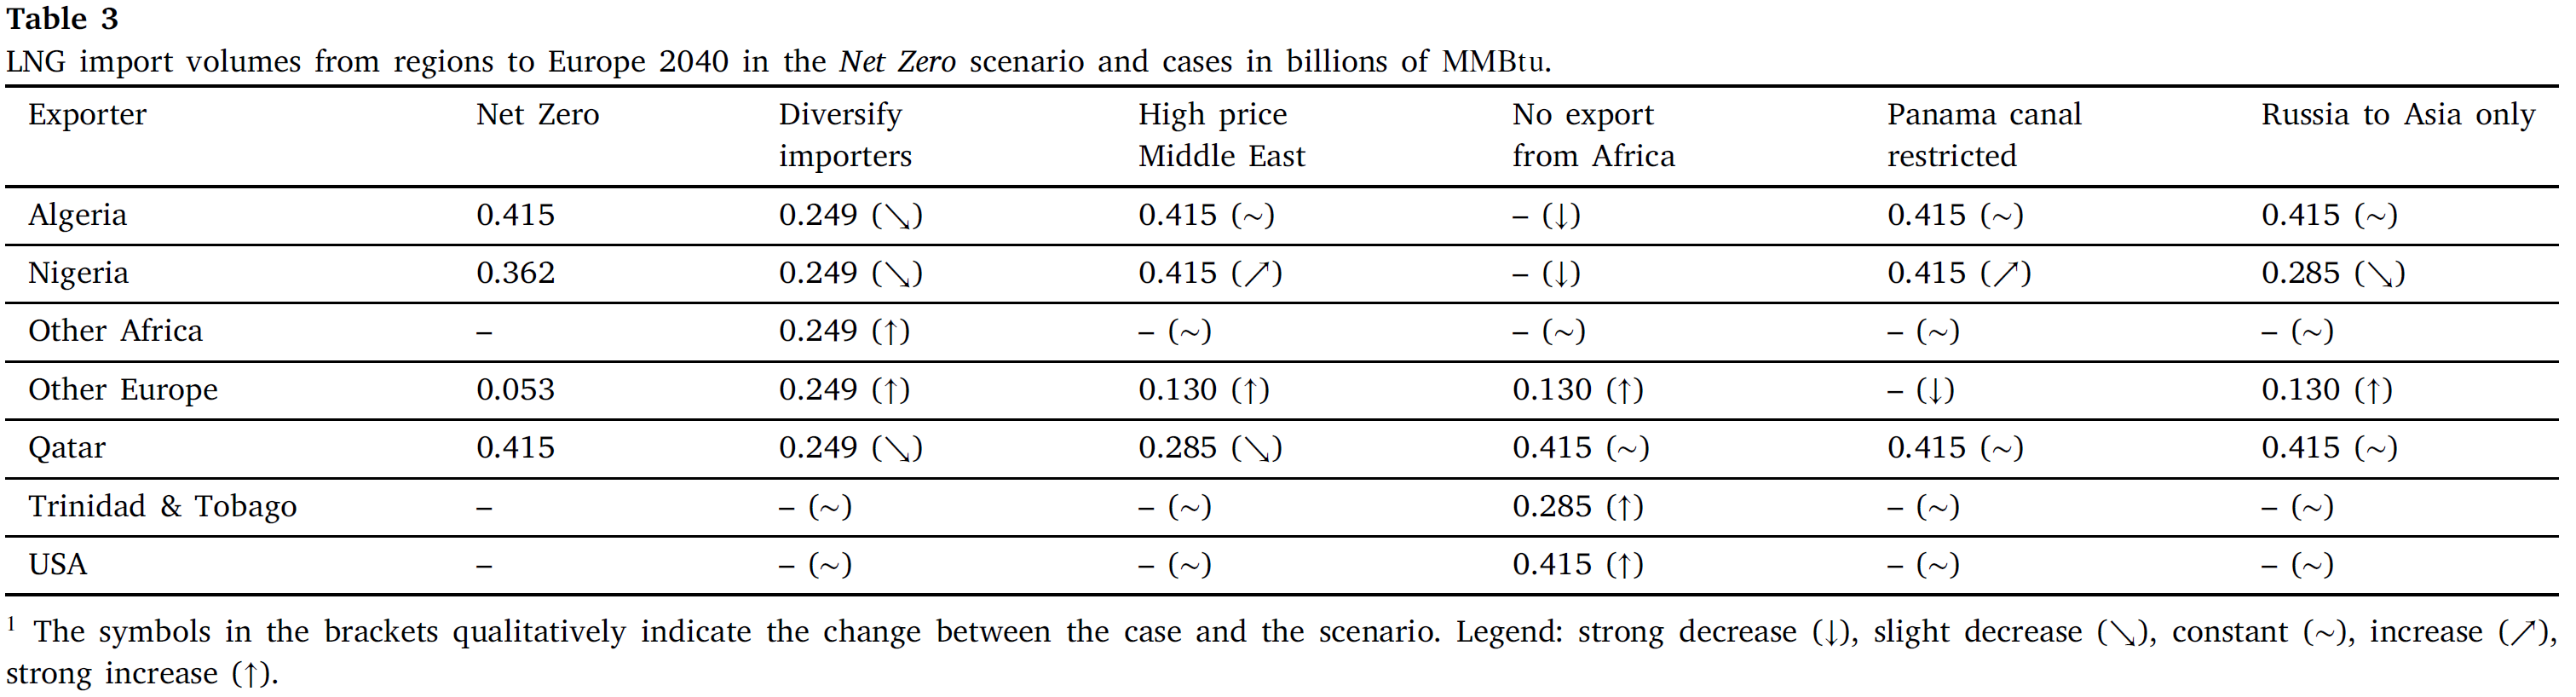 Table 3
LNG import volumes from regions to Europe 2040 in the Net Zero scenario and cases in billions of MMBtu.
Exporter Net Zero Diversify importers High price Middle East No export from Africa Panama canal restricted Russia to Asia only
Algeria 0.415 0.249 (↘) 0.415 (~) – (↓) 0.415 (~) 0.415 (~)
Nigeria 0.362 0.249 (↘) 0.415 (↗) – (↓) 0.415 (↗) 0.285 (↘)
Other Africa – 0.249 (↑) – (~) – (~) – (~) – (~)
Other Europe 0.053 0.249 (↑) 0.130 (↑) 0.130 (↑) – (↓) 0.130 (↑)
Qatar 0.415 0.249 (↘) 0.285 (↘) 0.415 (~) 0.415 (~) 0.415 (~)
Trinidad & Tobago – – (~) – (~) 0.285 (↑) – (~) – (~)
USA – – (~) – (~) 0.415 (↑) – (~) – (~)
1 The symbols in the brackets qualitatively indicate the change between the case and the scenario. Legend: strong decrease (↓), slight decrease (↘), constant (~), increase (↗),
strong increase (↑).